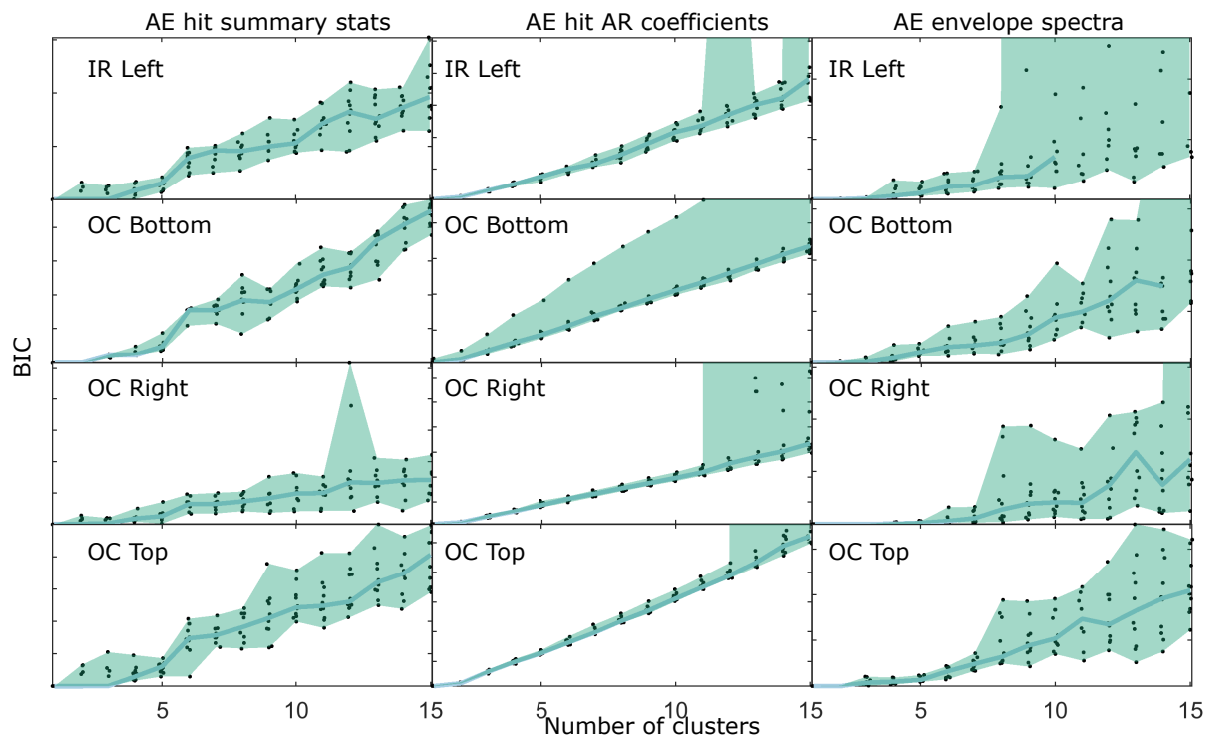 AE hit summary stats AE hit AR coefficients AE envelope spectra
IR Left IR Left IR Left
OC Bottom OC Bottom OC Bottom
BIC
OC Right OC Right OC Right
OC Top OC Top OC Top
5 10 15 5 10 15 5 10 15
Number of clusters